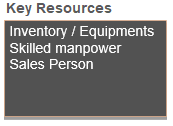 Key Resources
Inventory / Equipments
Skilled manpower
Sales Person